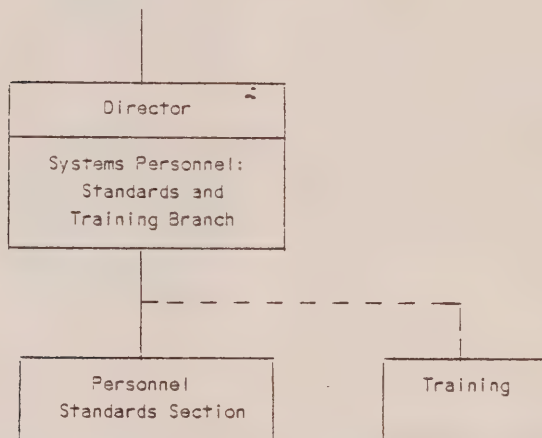 Director
Systems Personnel:
Standards and
Training Branch
Personnel
Standards Section
Training